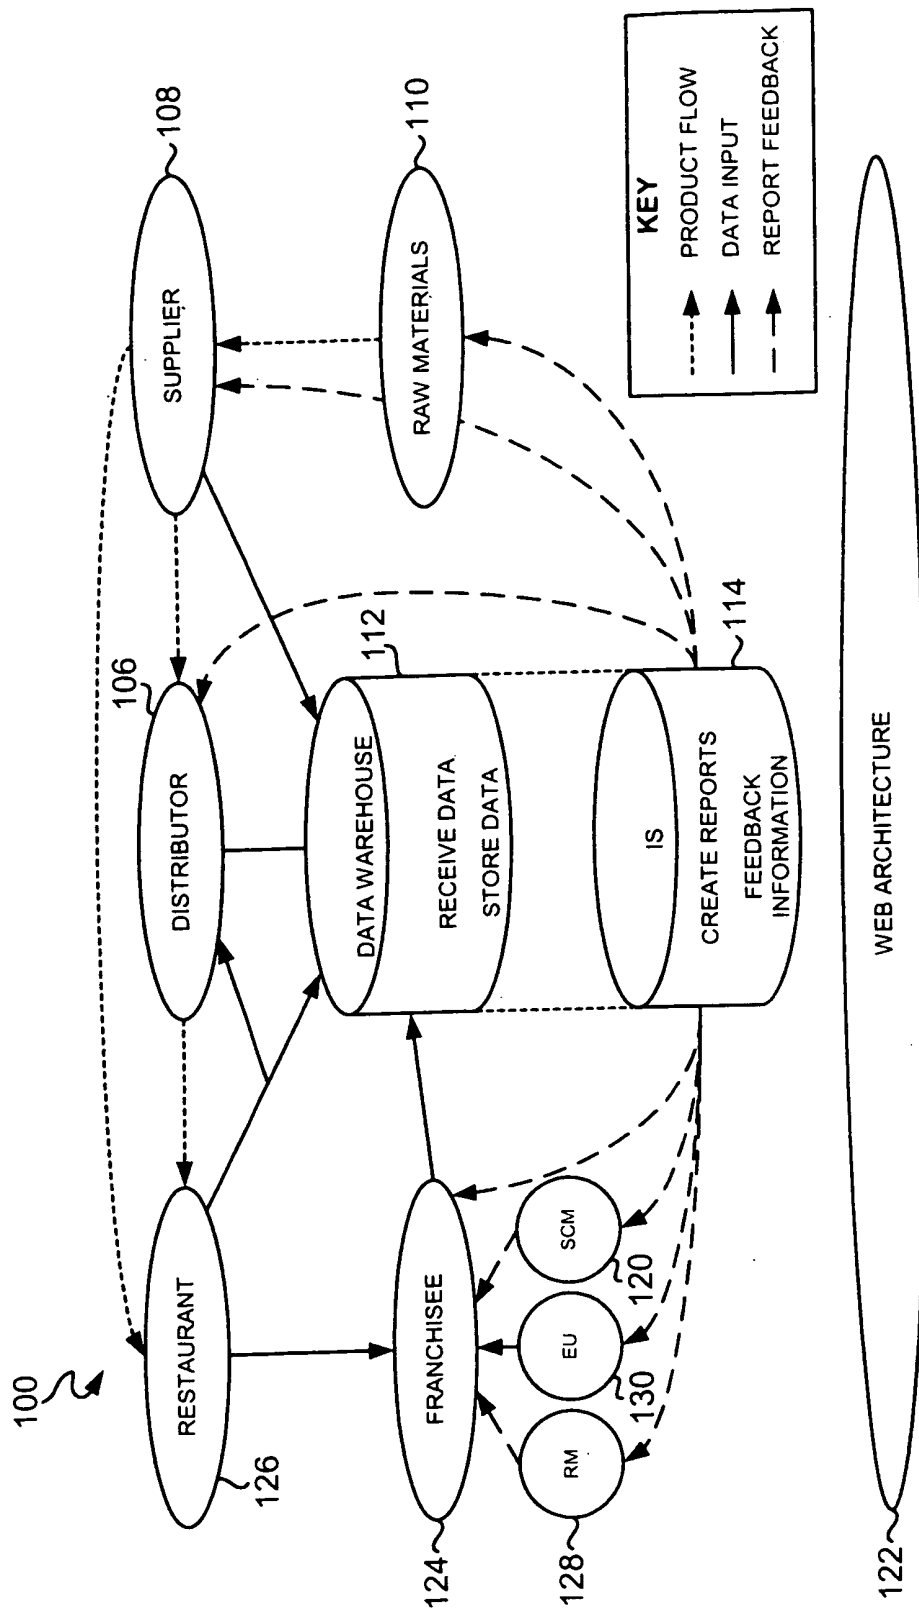 100
RESTAURANT
126
DISTRIBUTOR
106
SUPPLIER
108
FRANCHISEE
124
DATA WAREHOUSE
112
RECEIVE DATA
STORE DATA
RAW MATERIALS
110
RM
128
EU
130
SCM
120
IS
114
CREATE REPORTS
FEEDBACK
INFORMATION
KEY
PRODUCT FLOW
DATA INPUT
REPORT FEEDBACK
WEB ARCHITECTURE
122